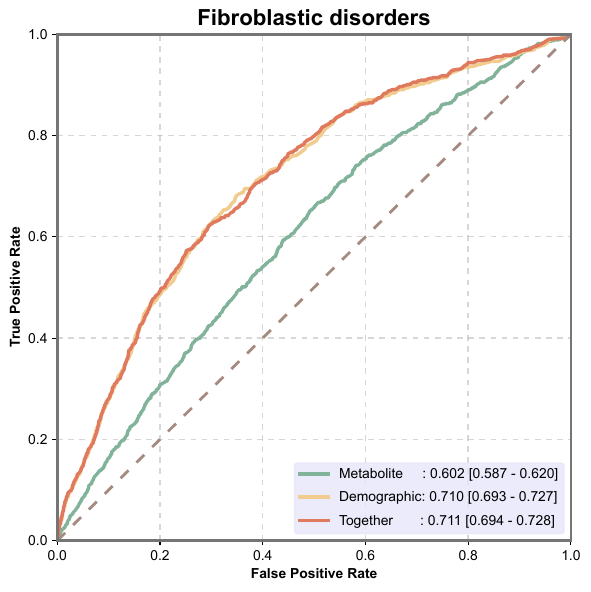 Fibroblastic disorders
1.0
0.8
0.6
0.4
0.2
0.0
True Positive Rate
Metabolite : 0.602 [0.587 - 0.620]
Demographic: 0.710 [0.693 - 0.727]
Together : 0.711 [0.694 - 0.728]
0.0 0.2 0.4 0.6 0.8 1.0
False Positive Rate